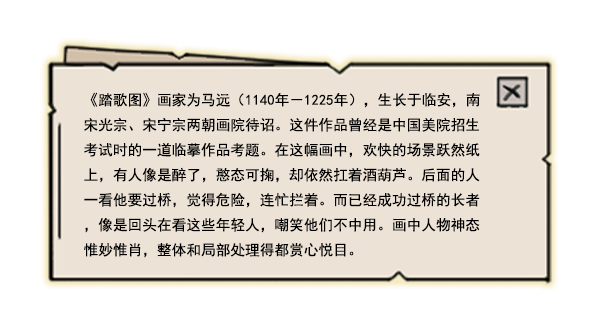 《踏歌图》画家为马远（1140年－1225年），生长于临安，南
宋光宗、宋宁宗两朝画院待诏。这件作品曾经是中国美院招生
考试时的一道临摹作品考题。在这幅画中，欢快的场景跃然纸
上，有人像是醉了，憨态可掬，却依然扛着酒葫芦。后面的人
一看他要过桥，觉得危险，连忙拦着。而已经成功过桥的长者
，像是回头在看这些年轻人，嘲笑他们不中用。画中人物神态
惟妙惟肖，整体和局部处理得都赏心悦目。